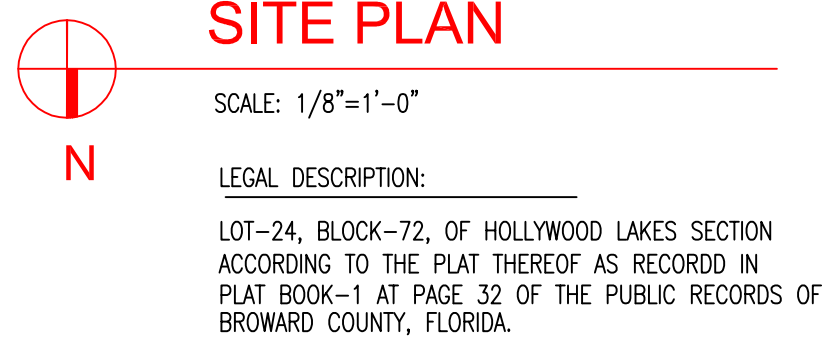 SITE PLAN
SCALE: 1/8"=1'-0"
N
LEGAL DESCRIPTION:
LOT-24, BLOCK-72, OF HOLLYWOOD LAKES SECTION
ACCORDING TO THE PLAT THEREOF AS RECORDD IN
PLAT BOOK-1 AT PAGE 32 OF THE PUBLIC RECORDS OF
BROWARD COUNTY, FLORIDA.